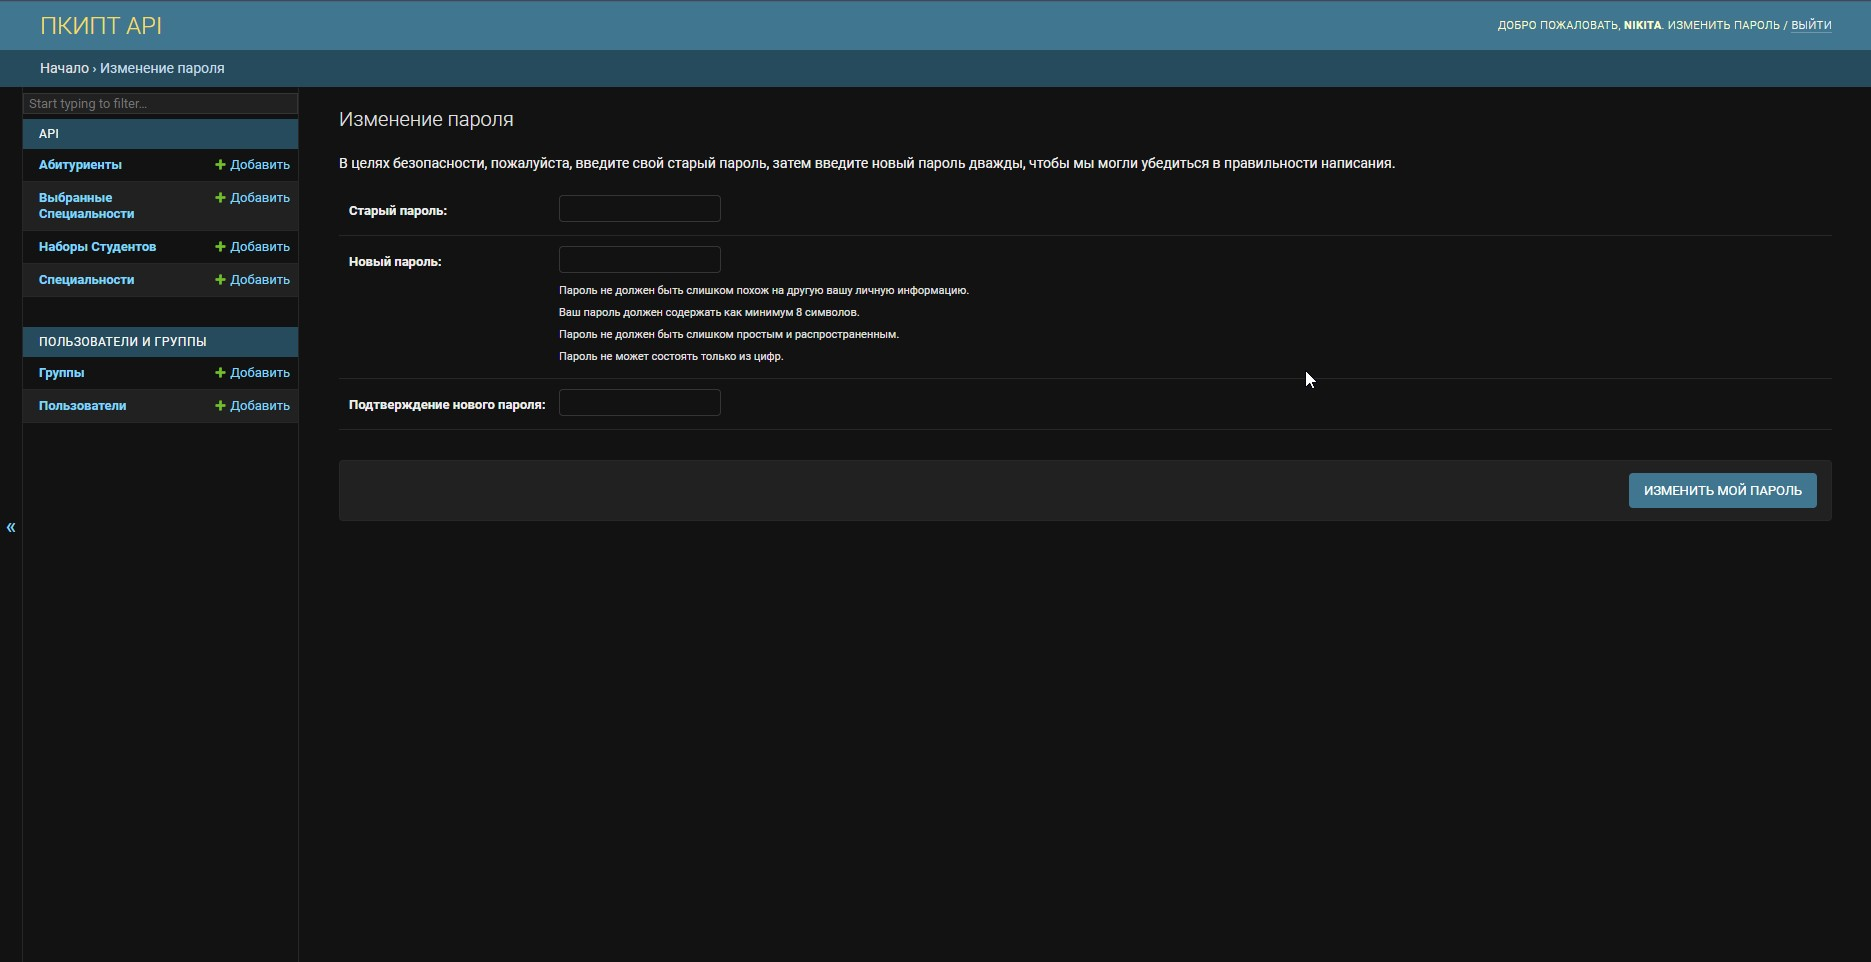 ПКИПТ API
ДОБРО ПОЖАЛОВАТЬ, NIKITA. ИЗМЕНИТЬ ПАРОЛЬ / ВЫЙТИ
Начало › Изменение пароля
Start typing to filter...
API
Абитуриенты + Добавить
Выбранные + Добавить
Специальности
Наборы Студентов + Добавить
Специальности + Добавить
ПОЛЬЗОВАТЕЛИ И ГРУППЫ
Группы + Добавить
Пользователи + Добавить
«
Изменение пароля
В целях безопасности, пожалуйста, введите свой старый пароль, затем введите новый пароль дважды, чтобы мы могли убедиться в правильности написания.
Старый пароль:
Новый пароль:
Пароль не должен быть слишком похож на другую вашу личную информацию.
Ваш пароль должен содержать как минимум 8 символов.
Пароль не должен быть слишком простым и распространенным.
Пароль не может состоять только из цифр.
Подтверждение нового пароля:
ИЗМЕНИТЬ МОЙ ПАРОЛЬ